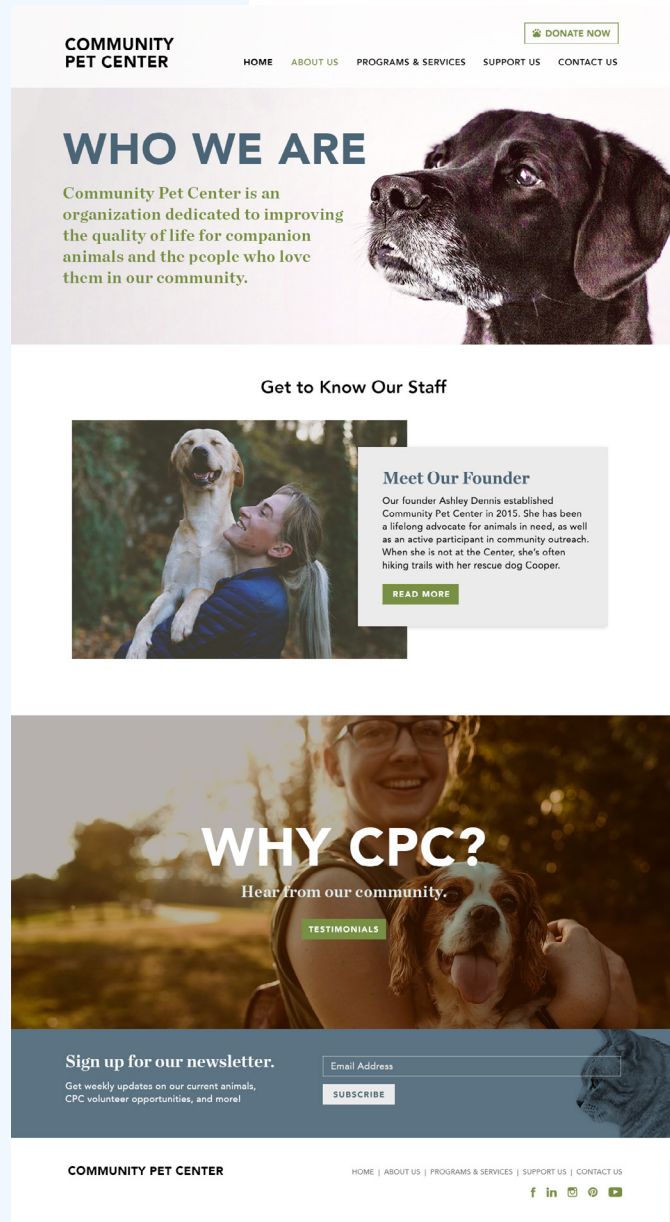 COMMUNITY
PET CENTER
DONATE NOW
HOME ABOUT US PROGRAMS & SERVICES SUPPORT US CONTACT US
WHO WE ARE
Community Pet Center is an
organization dedicated to improving
the quality of life for companion
animals and the people who love
them in our community.
Get to Know Our Staff
Meet Our Founder
Our founder Ashley Dennis established
Community Pet Center in 2015. She has been
a lifelong advocate for animals in need, as well
as an active participant in community outreach.
When she is not at the Center, she's often
hiking trails with her rescue dog Cooper.
READ MORE
WHY CPC?
Hear from our community.
TESTIMONIALS
Sign up for our newsletter.
Get weekly updates on our current animals,
CPC volunteer opportunities, and more!
Email Address
SUBSCRIBE
COMMUNITY PET CENTER
HOME | ABOUT US | PROGRAMS & SERVICES | SUPPORT US | CONTACT US